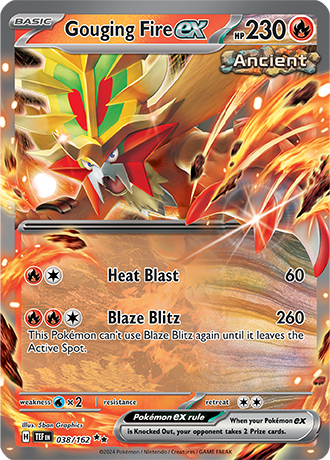 BASIC
Gouging Fire ex HP 230
Ancient
Heat Blast 60
Blaze Blitz 260
This Pokémon can't use Blaze Blitz again until it leaves the
Active Spot.
weakness ×2 resistance retreat
Illus. 5ban Graphics
Pokémon ex rule
When your Pokémon ex
is Knocked Out, your opponent takes 2 Prize cards.
H TEF EN 038/162
©2024 Pokémon / Nintendo / Creatures / GAME FREAK